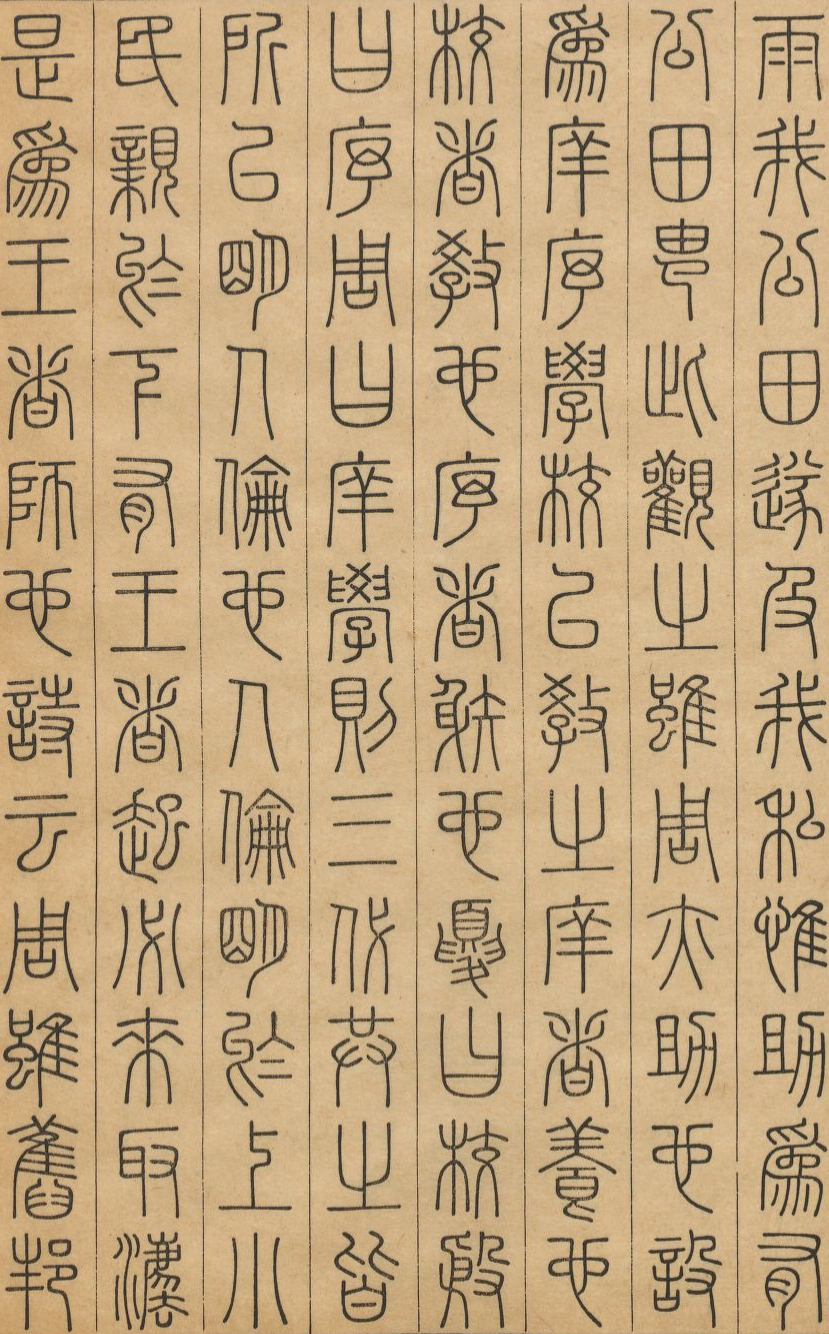 雨我公田遂及我私惟助爲有
公田由此觀之雖周亦助也設
爲庠序學校以教之庠者養也
校者教也序者射也夏曰校殷
曰序周曰庠學則三代共之皆
所以明人倫也人倫明於上小
民親於下有王者起必來取灋
是爲王者師也詩云周雖舊邦